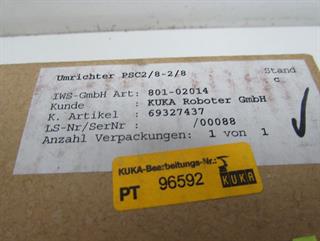 Umrichter PSC2/8-2/8 Stand
c
IWS-GmbH Art: 801-02014
Kunde : KUKA Roboter GmbH
K. Artikel : 69327437
LS-Nr/SerNr : /00088
Anzahl Verpackungen: 1 von 1
KUKA-Bearbeitungs-Nr.:
PT 96592 KUKA